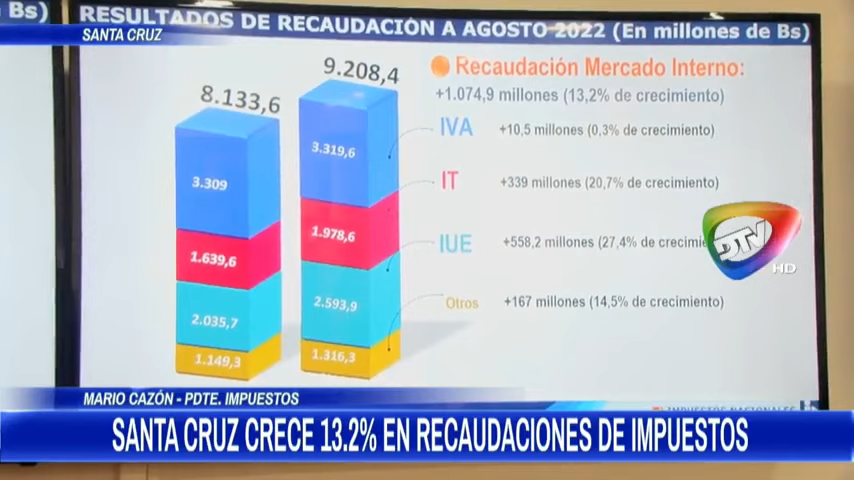 Bs)
RESULTADOS DE RECAUDACIÓN A AGOSTO 2022 (En millones de Bs)
SANTA CRUZ
8.133,6
9.208,4
Recaudación Mercado Interno:
+1.074,9 millones (13,2% de crecimiento)
3.309
3.319,6
IVA +10,5 millones (0,3% de crecimiento)
1.639,6
1.978,6
IT +339 millones (20,7% de crecimiento)
2.035,7
2.593,9
IUE +558,2 millones (27,4% de crecimie
DTV
HD
1.149,3
1.316,3
Otros +167 millones (14,5% de crecimiento)
MARIO CAZÓN - PDTE. IMPUESTOS
IMPUESTOS NACIONALES
SANTA CRUZ CRECE 13.2% EN RECAUDACIONES DE IMPUESTOS